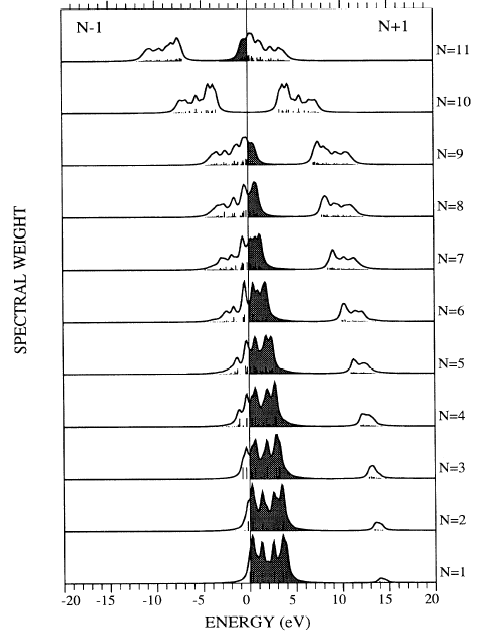 N-1 N+1
N=11
N=10
N=9
N=8
N=7
N=6
N=5
N=4
N=3
N=2
N=1
SPECTRAL WEIGHT
-20 -15 -10 -5 0 5 10 15 20
ENERGY (eV)